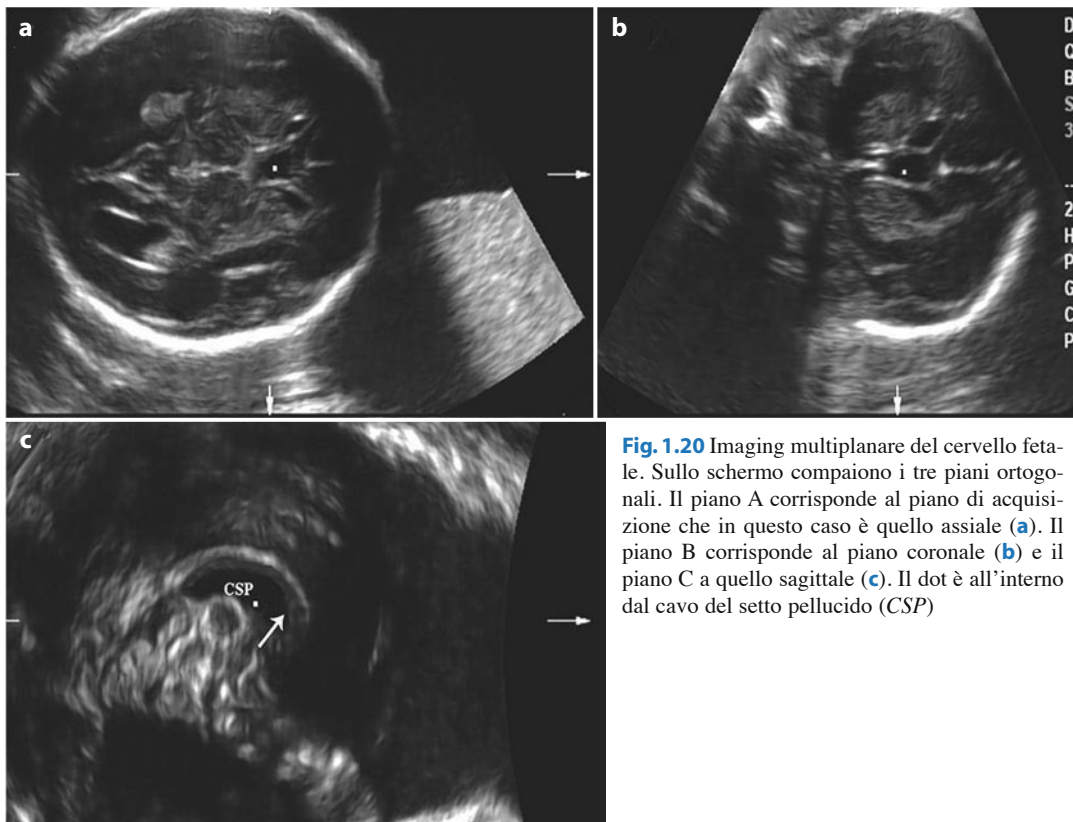 a
b
D
Q
B
S
3
--
2
H
P
G
C
P
c
CSP
Fig. 1.20 Imaging multiplanare del cervello feta-
le. Sullo schermo compaiono i tre piani ortogo-
nali. Il piano A corrisponde al piano di acquisi-
zione che in questo caso è quello assiale (a). Il
piano B corrisponde al piano coronale (b) e il
piano C a quello sagittale (c). Il dot è all'interno
dal cavo del setto pellucido (CSP)